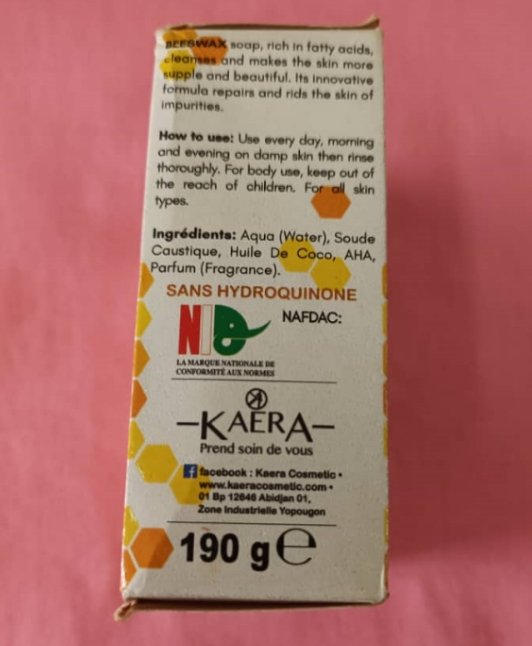 BEESWAX soap, rich in fatty acids,
cleanses and makes the skin more
supple and beautiful. Its innovative
formula repairs and rids the skin of
impurities.
How to use: Use every day, morning
and evening on damp skin then rinse
thoroughly. For body use, keep out of
the reach of children. For all skin
types.
Ingrédients: Aqua (Water), Soude
Caustique, Huile De Coco, AHA,
Parfum (Fragrance).
SANS HYDROQUINONE
NI
NAFDAC:
LA MARQUE NATIONALE DE
CONFORMITÉ AUX NORMES
KAERA
Prend soin de vous
facebook : Kaera Cosmetic •
www.kaeracosmetic.com •
01 Bp 12646 Abidjan 01,
Zone Industrielle Yopougon
190 g e